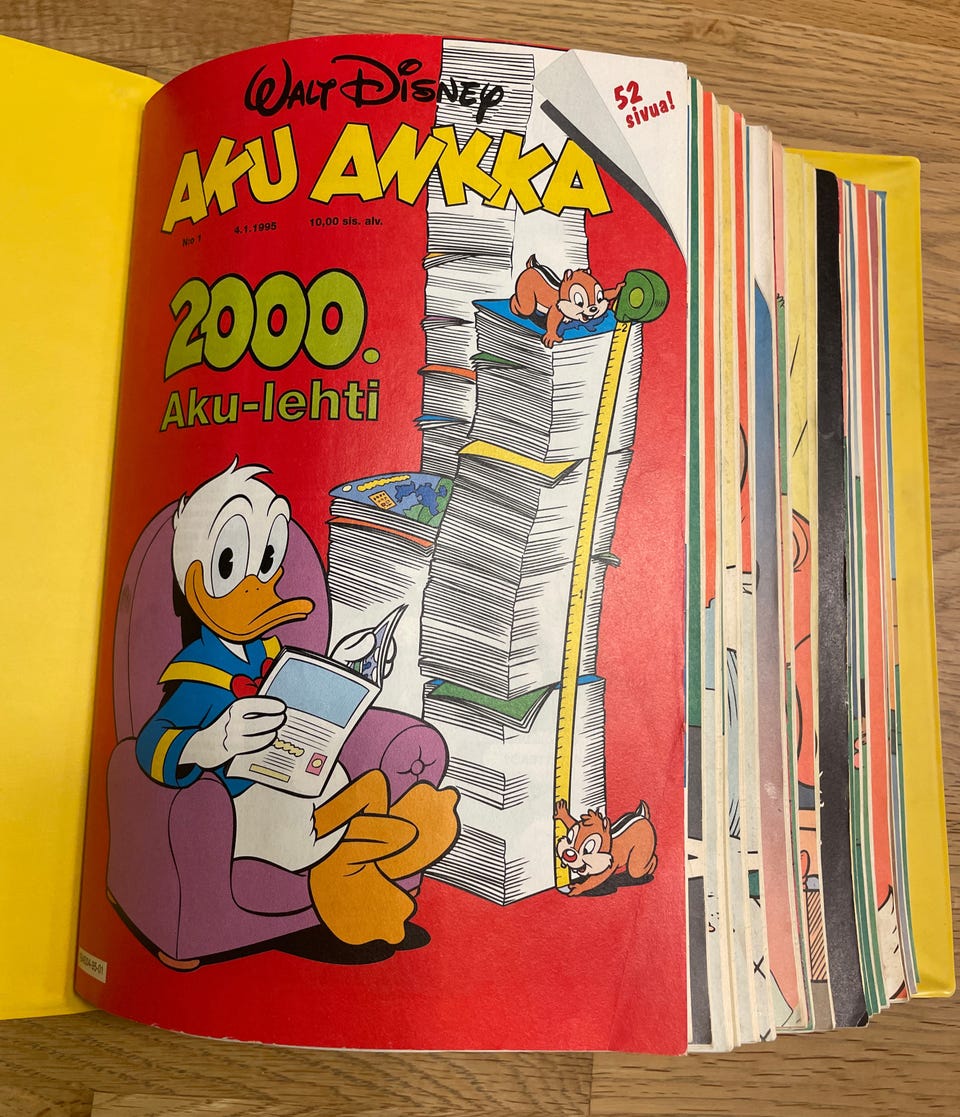 WALT DISNEY
52
sivua!
AKU ANKKA
N:o 1 4.1.1995 10,00 sis. alv.
2000.
Aku-lehti